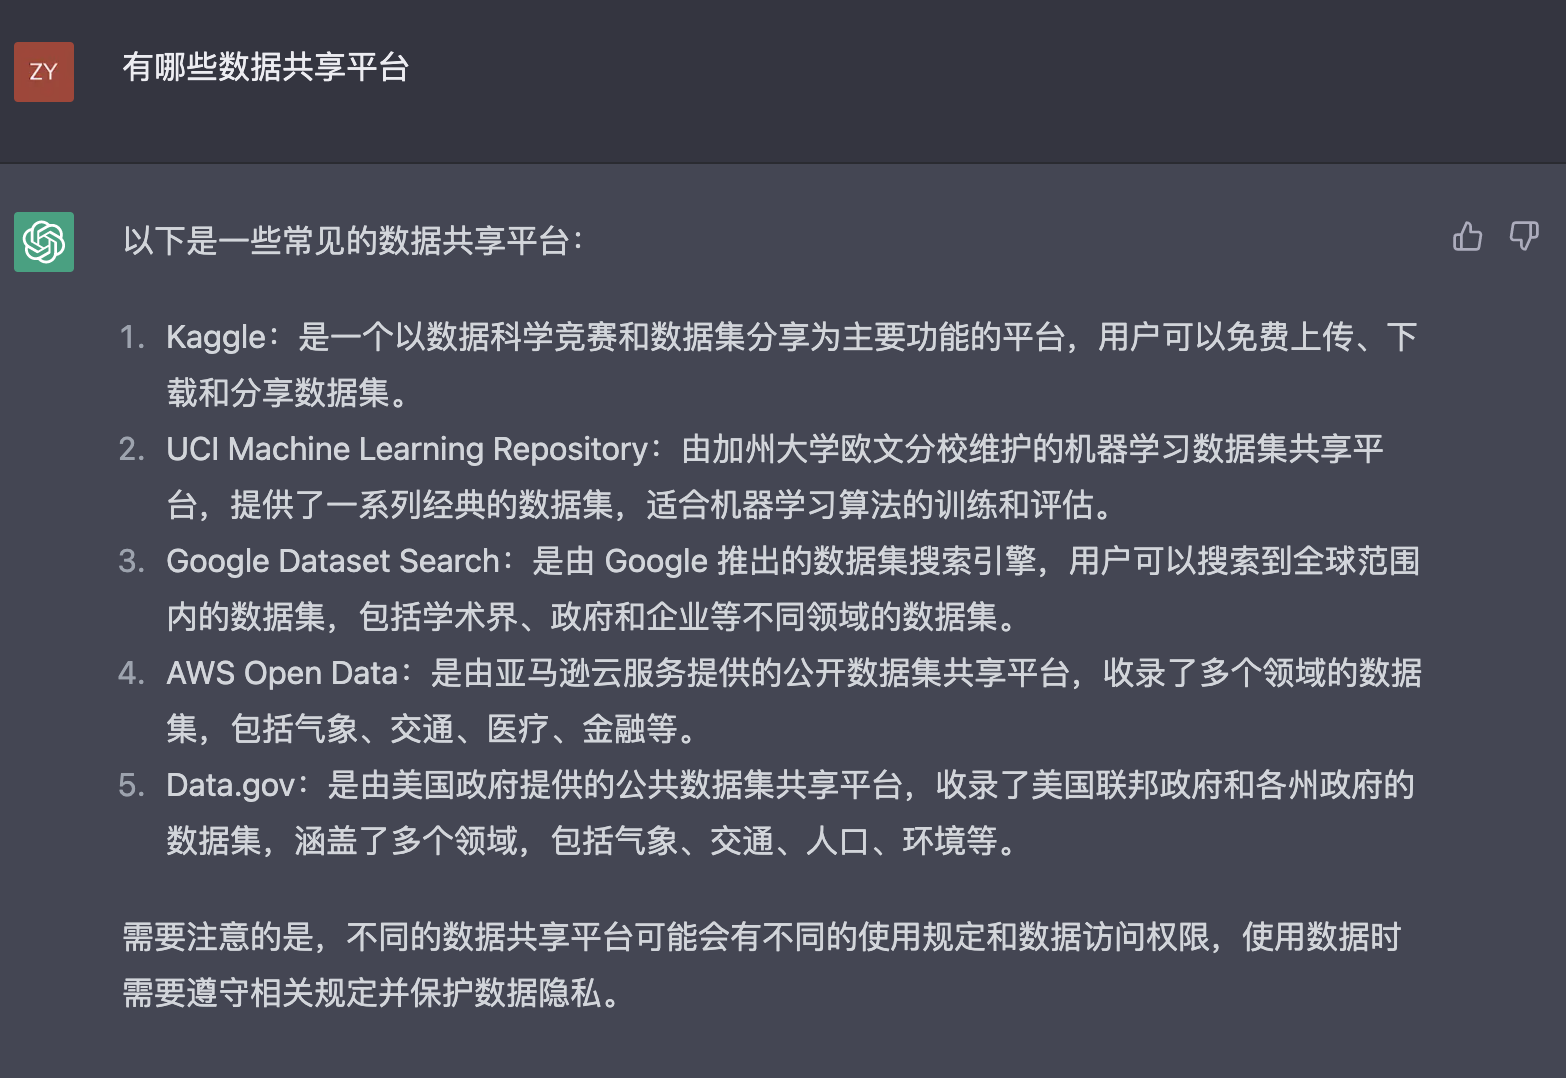 ZY
有哪些数据共享平台
以下是一些常见的数据共享平台：
1. Kaggle：是一个以数据科学竞赛和数据集分享为主要功能的平台，用户可以免费上传、下
载和分享数据集。
2. UCI Machine Learning Repository：由加州大学欧文分校维护的机器学习数据集共享平
台，提供了一系列经典的数据集，适合机器学习算法的训练和评估。
3. Google Dataset Search：是由 Google 推出的数据集搜索引擎，用户可以搜索到全球范围
内的数据集，包括学术界、政府和企业等不同领域的数据集。
4. AWS Open Data：是由亚马逊云服务提供的公开数据集共享平台，收录了多个领域的数据
集，包括气象、交通、医疗、金融等。
5. Data.gov：是由美国政府提供的公共数据集共享平台，收录了美国联邦政府和各州政府的
数据集，涵盖了多个领域，包括气象、交通、人口、环境等。
需要注意的是，不同的数据共享平台可能会有不同的使用规定和数据访问权限，使用数据时
需要遵守相关规定并保护数据隐私。